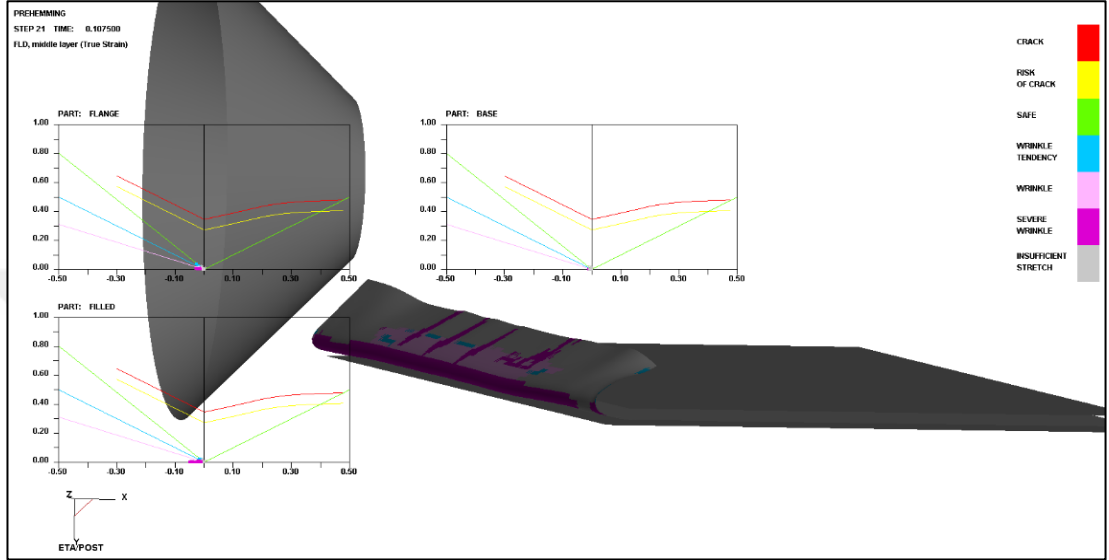 PREHEMMING
STEP 21 TIME: 0.107500
FLD, middle layer (True Strain)
CRACK
RISK
OF CRACK
SAFE
WRINKLE
TENDENCY
WRINKLE
SEVERE
WRINKLE
INSUFFICIENT
STRETCH
PART: FLANGE
1.00
0.80
0.60
0.40
0.20
0.00
-0.50 -0.30 -0.10 0.10 0.30 0.50
PART: BASE
1.00
0.80
0.60
0.40
0.20
0.00
-0.50 -0.30 -0.10 0.10 0.30 0.50
PART: FILLED
1.00
0.80
0.60
0.40
0.20
0.00
-0.50 -0.30 -0.10 0.10 0.30 0.50
Z X
Y
ETA/POST